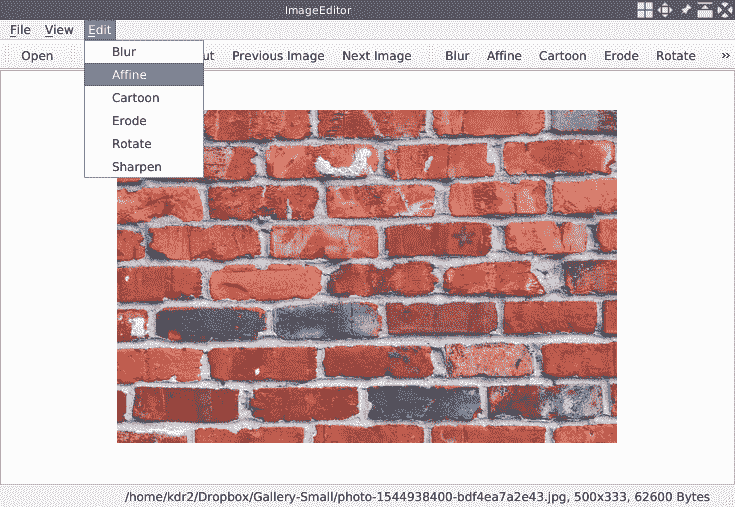 ImageEditor
File View Edit
Open ut Previous Image Next Image Blur Affine Cartoon Erode Rotate »
Blur
Affine
Cartoon
Erode
Rotate
Sharpen
/home/kdr2/Dropbox/Gallery-Small/photo-1544938400-bdf4ea7a2e43.jpg, 500x333, 62600 Bytes